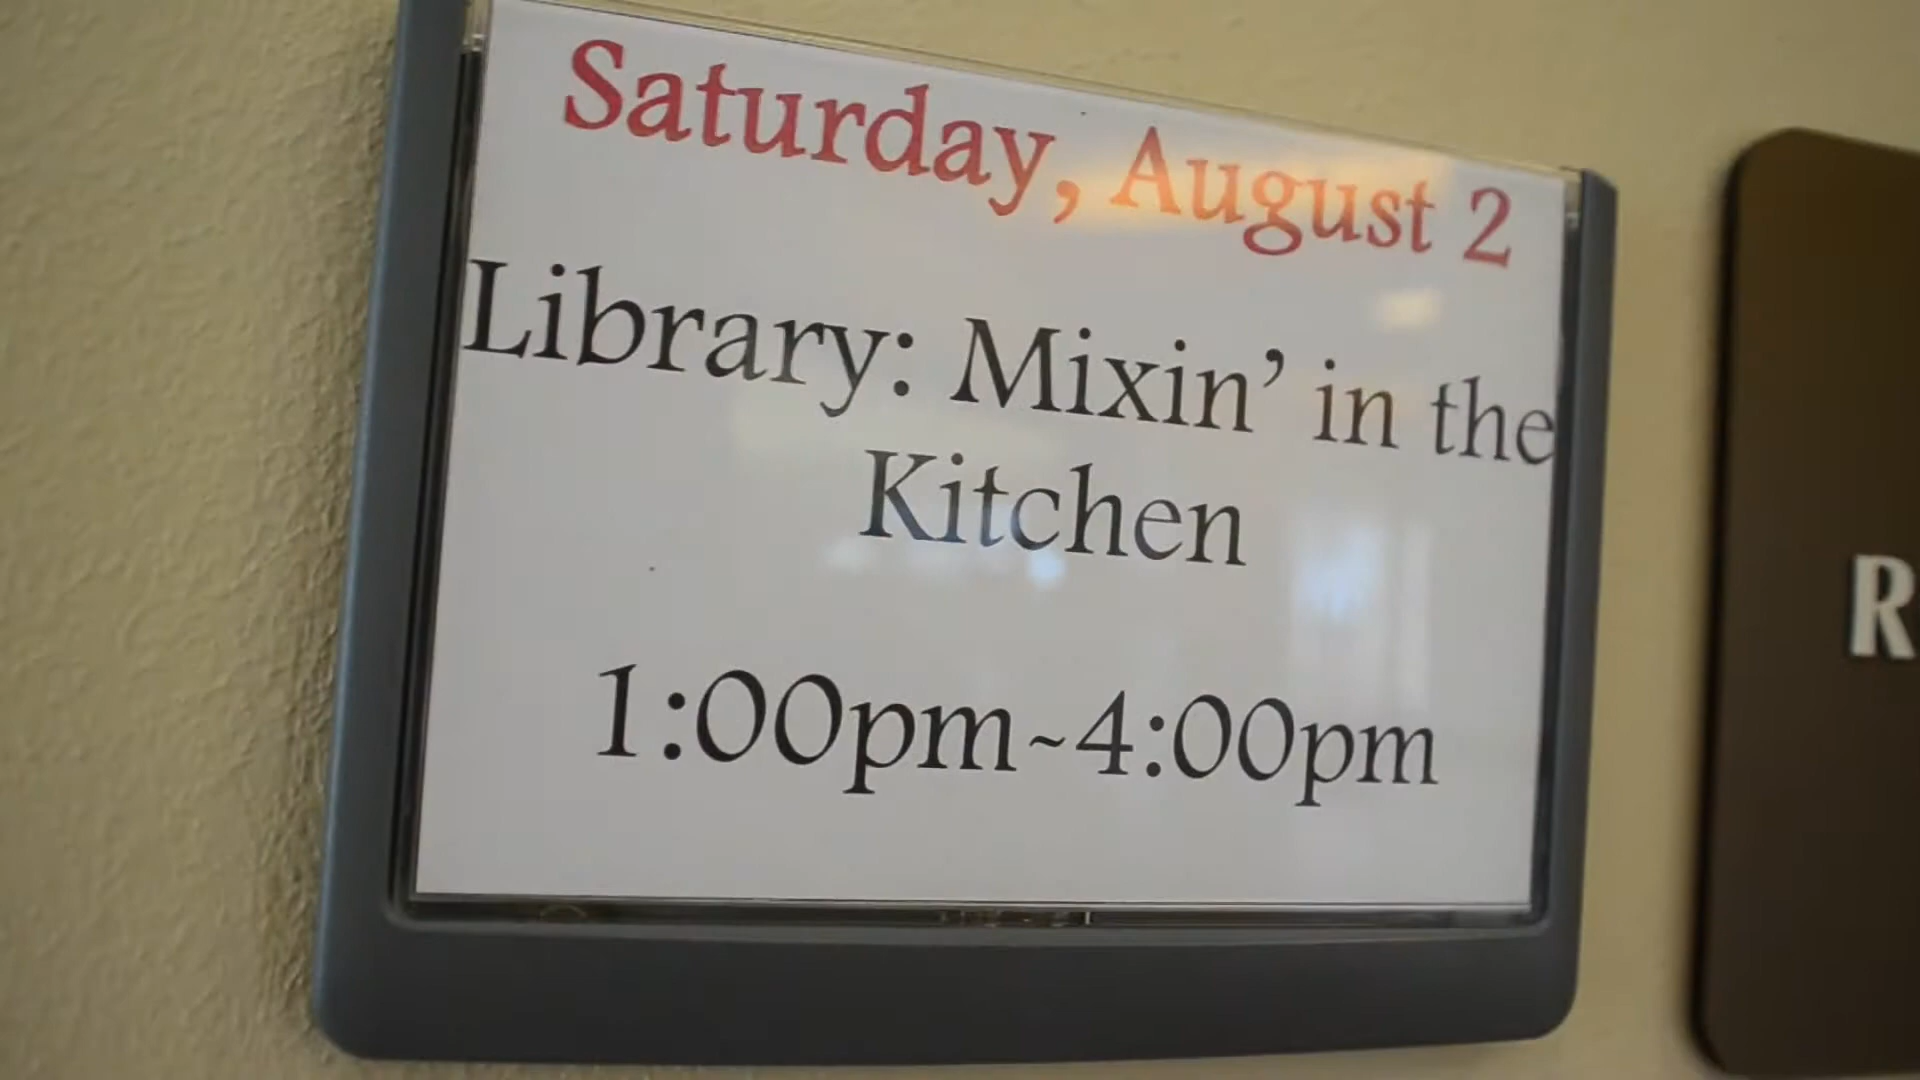 Saturday, August 2
Library: Mixin’ in the
Kitchen
1:00pm~4:00pm
R